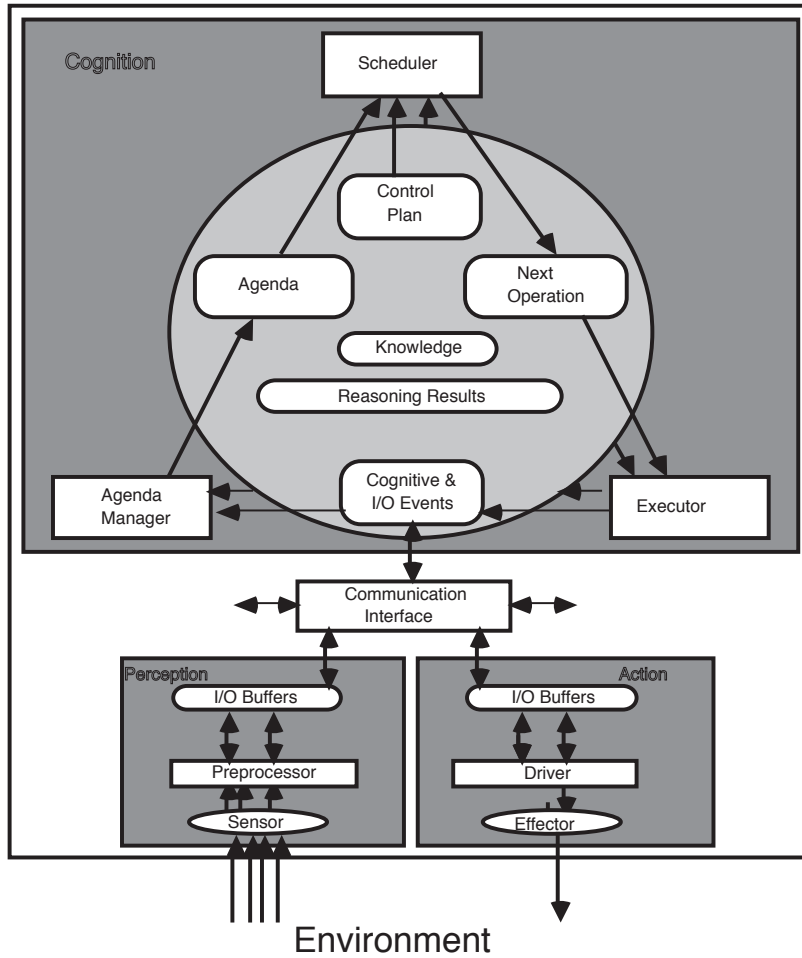 Cognition
Scheduler
Control
Plan
Agenda
Next
Operation
Knowledge
Reasoning Results
Agenda
Manager
Cognitive &
I/O Events
Executor
Communication
Interface
Perception
Action
I/O Buffers
I/O Buffers
Preprocessor
Driver
Sensor
Effector
Environment